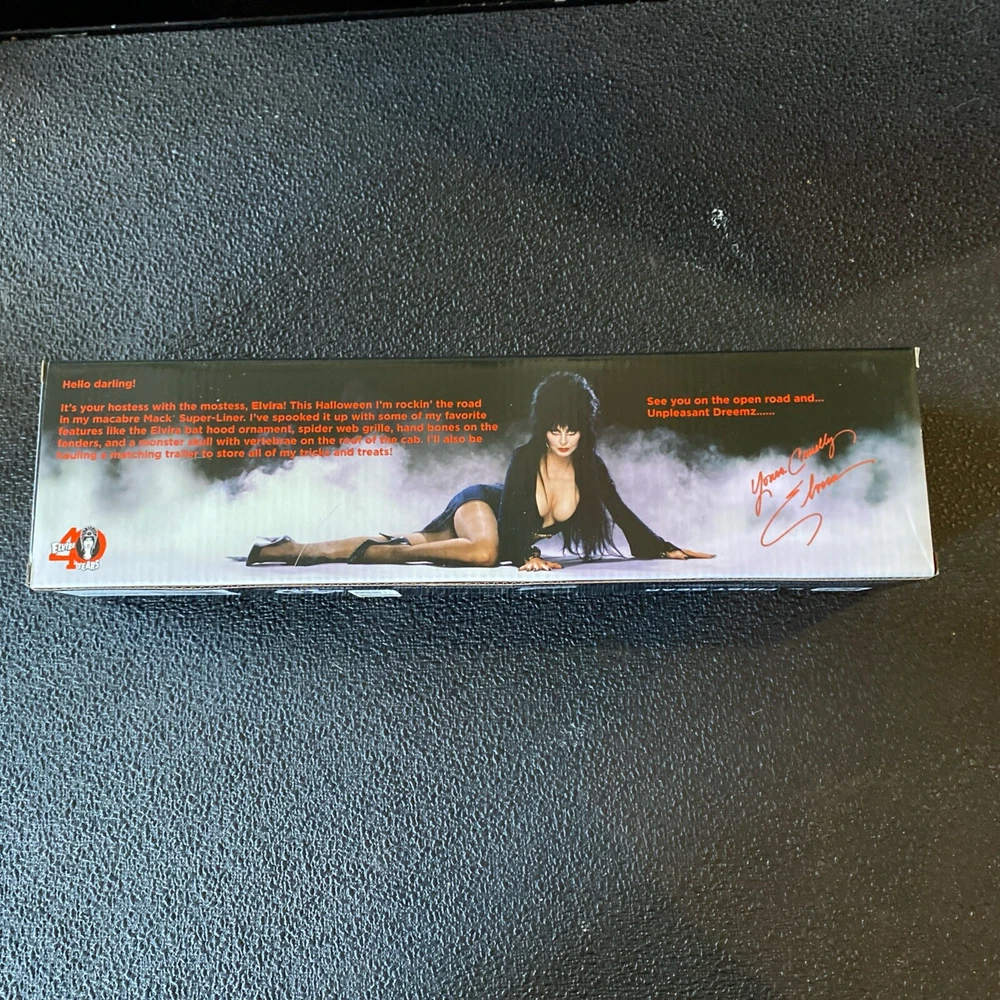 Hello darling!
It's your hostess with the mostess, Elvira! This Halloween I'm rockin' the road
in my macabre Mack® Super-Liner. I've spooked it up with some of my favorite
features like the Elvira bat hood ornament, spider web grille, hand bones on the
fenders, and a monster skull with vertebrae on the roof of the cab. I'll also be
hauling a matching trailer to store all of my tricks and treats!
See you on the open road and...
Unpleasant Dreemz......
Yours Cruelly
Elvira
ELVIRA 40
YEARS